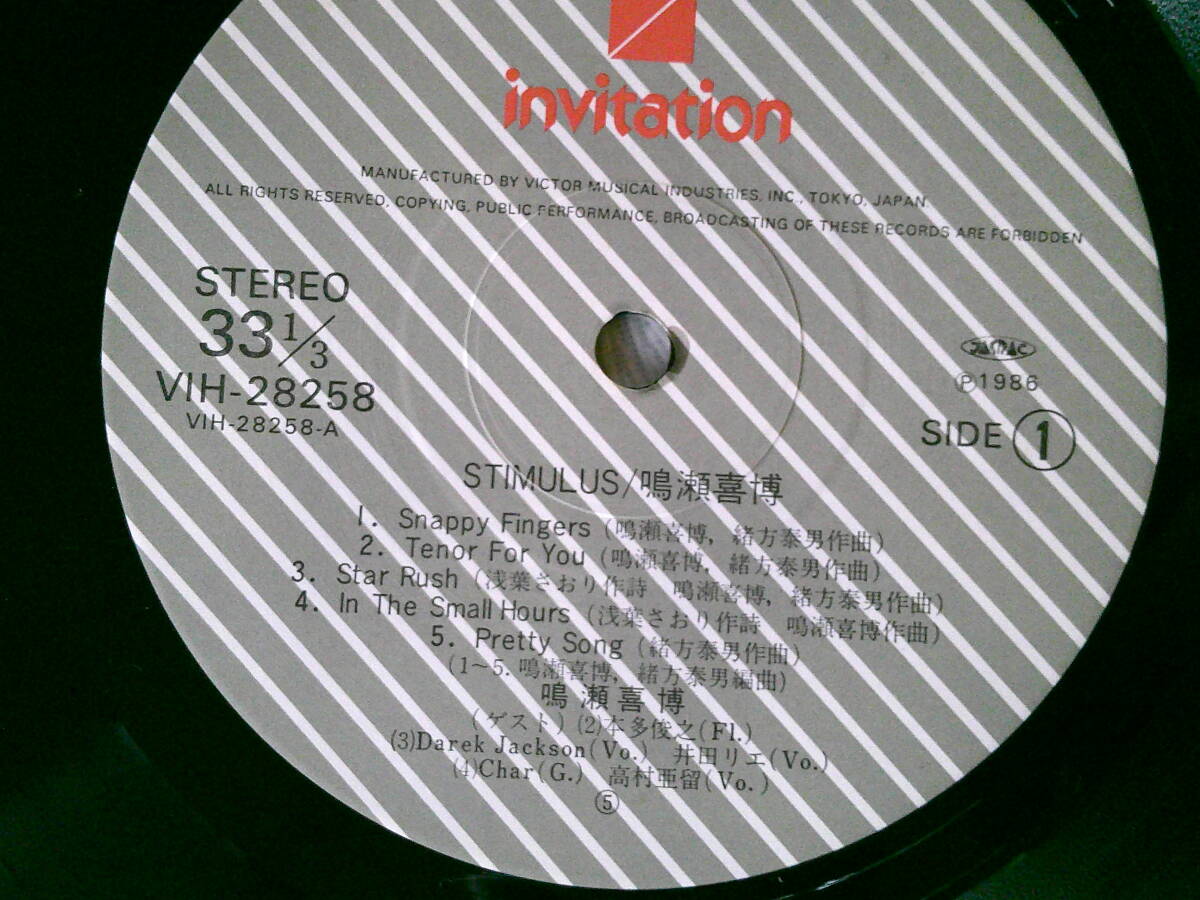 invitation
MANUFACTURED BY VICTOR MUSICAL INDUSTRIES, INC., TOKYO, JAPAN
ALL RIGHTS RESERVED, COPYING, PUBLIC PERFORMANCE, BROADCASTING OF THESE RECORDS ARE FORBIDDEN
STEREO
33 1/3
VIH-28258
VIH-28258-A
JASRAC
℗1986
SIDE 1
STIMULUS/鳴瀬喜博
1. Snappy Fingers (鳴瀬喜博, 緒方泰男作曲)
2. Tenor For You (鳴瀬喜博, 緒方泰男作曲)
3. Star Rush (浅葉さおり作詩 鳴瀬喜博, 緒方泰男作曲)
4. In The Small Hours (浅葉さおり作詩 鳴瀬喜博作曲)
5. Pretty Song (緒方泰男作曲)
(1~5. 鳴瀬喜博, 緒方泰男編曲)
鳴瀬喜博
(ゲスト) (2)本多俊之(Fl.)
(3)Darek Jackson(Vo.) 井田リエ(Vo.)
(4)Char(G.) 高村亜留(Vo.)
⑤